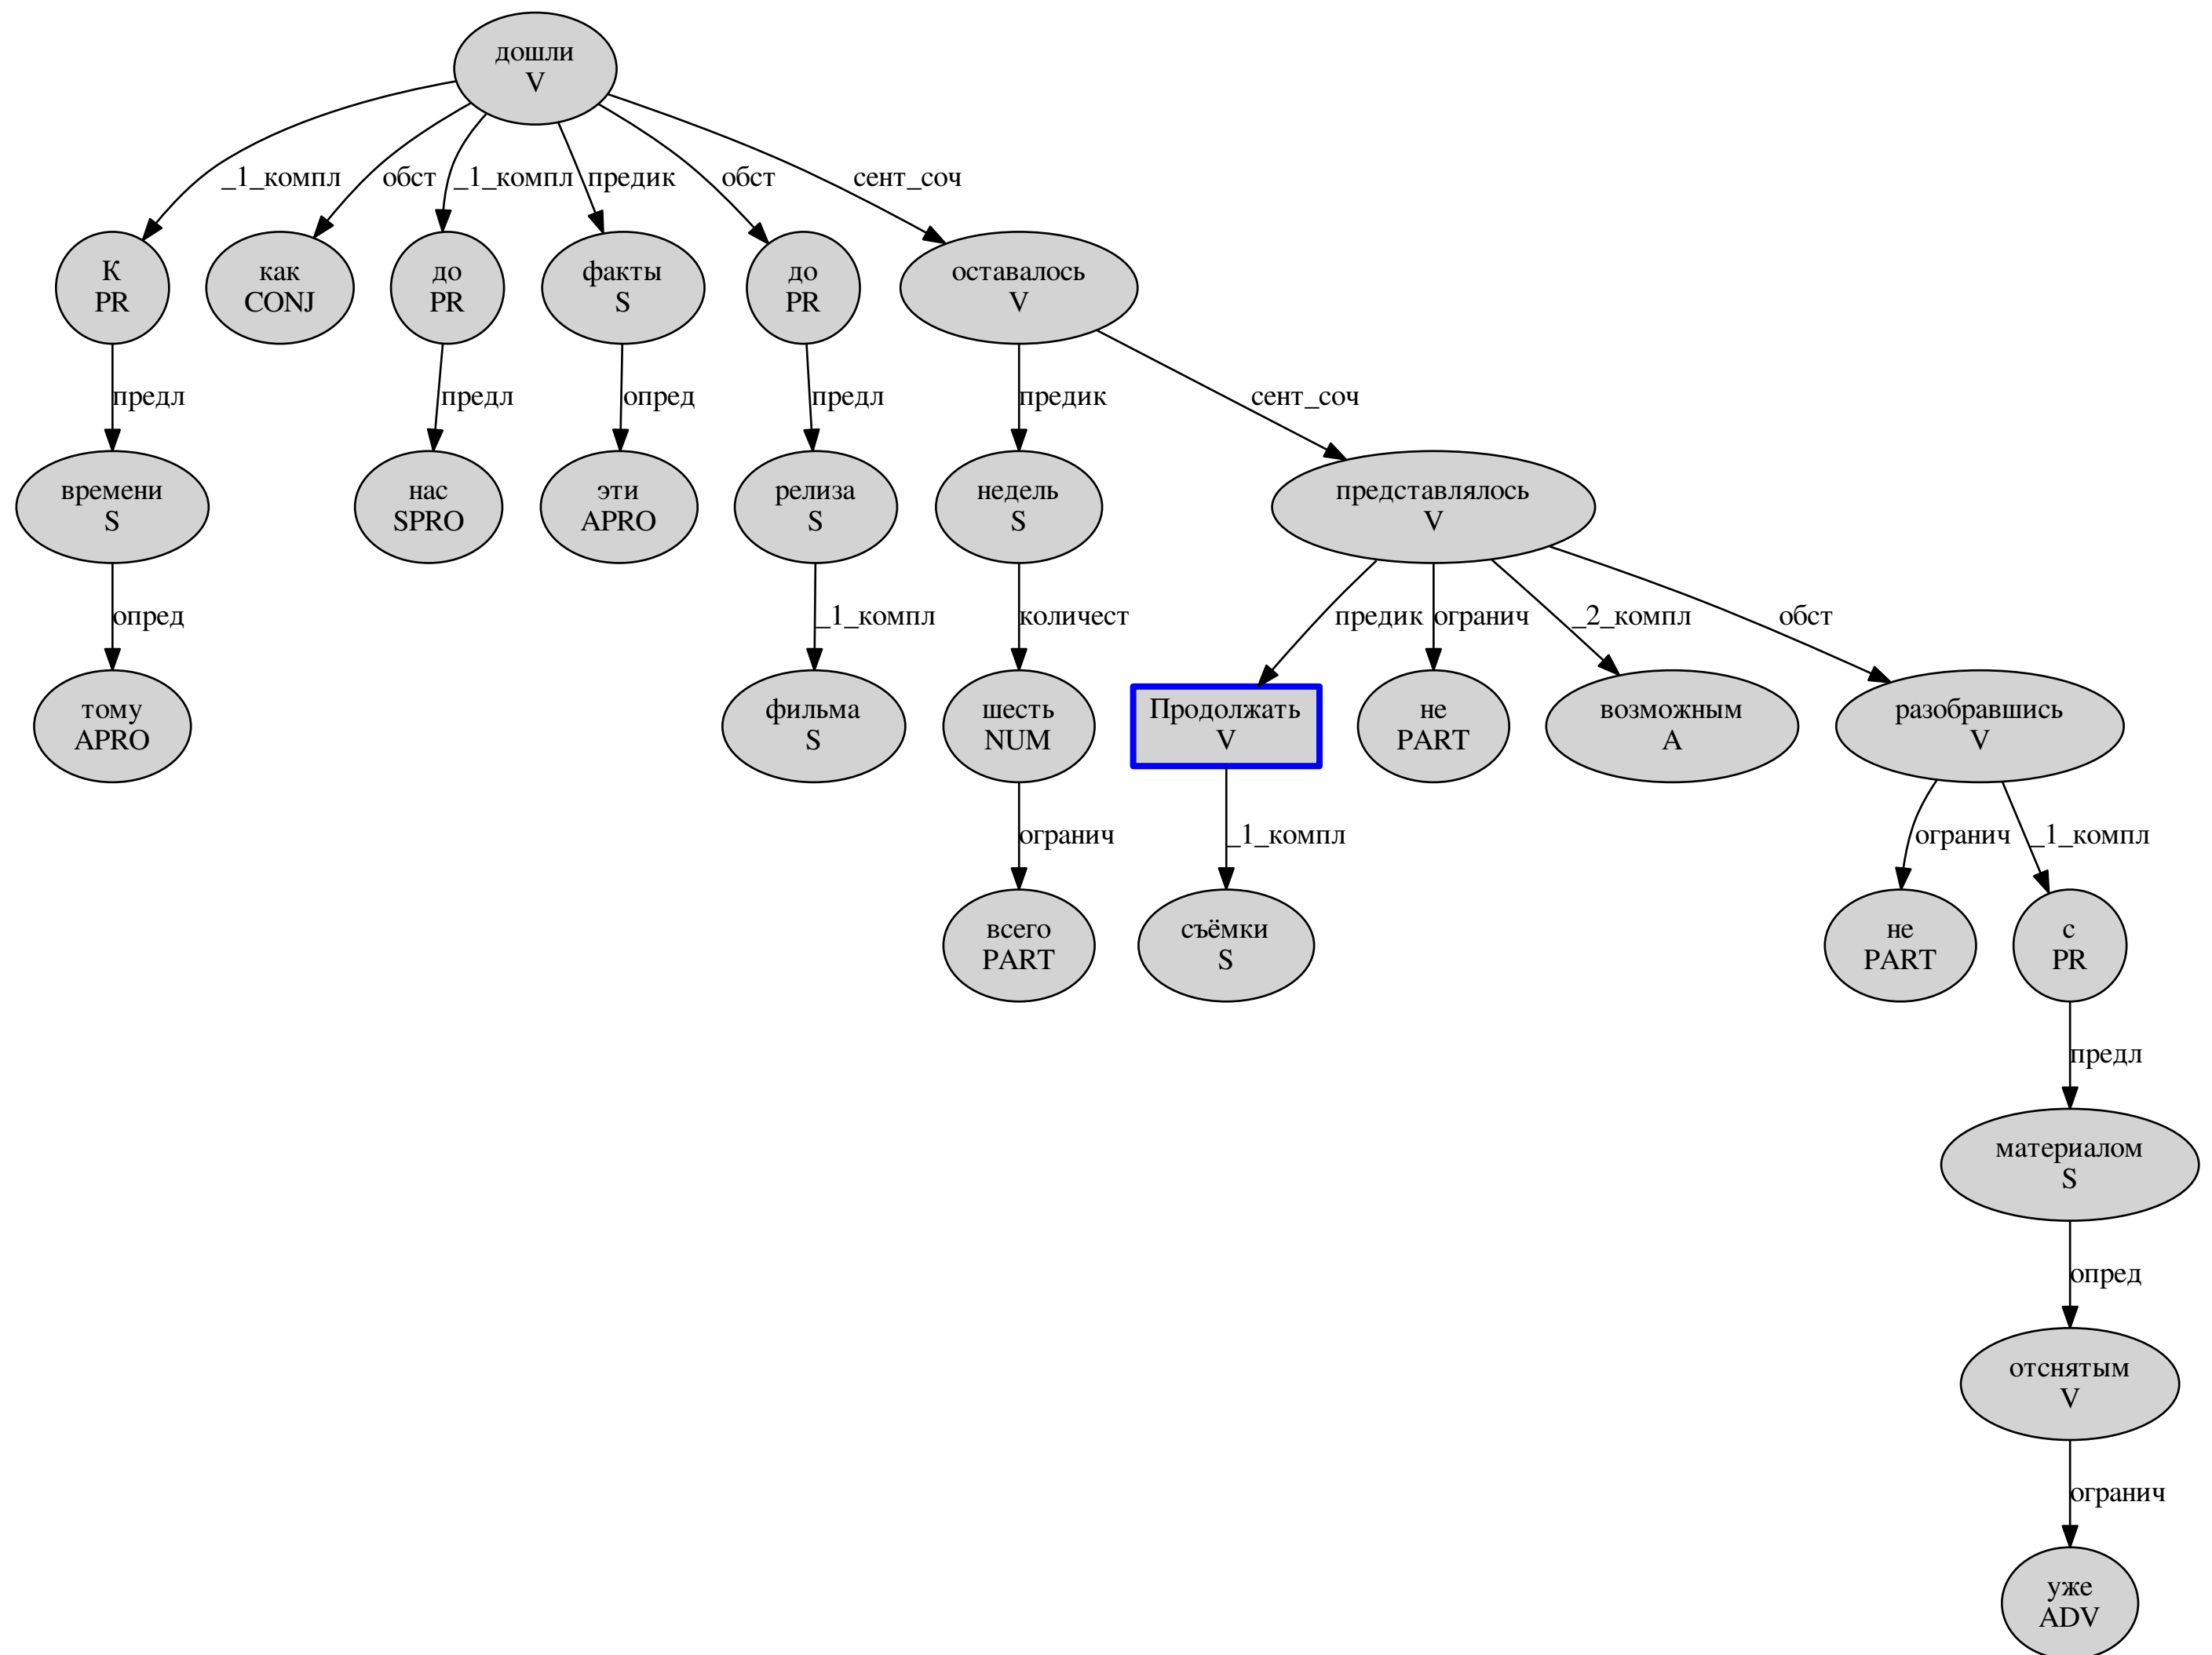 дошли
V
_1_компл
обст
_1_компл
предик
обст
сент_соч
К
PR
как
CONJ
до
PR
факты
S
до
PR
оставалось
V
предл
предл
опред
предл
предик
сент_соч
времени
S
нас
SPRO
эти
APRO
релиза
S
недель
S
представлялось
V
опред
_1_компл
количест
предик
огранич
_2_компл
обст
тому
APRO
фильма
S
шесть
NUM
Продолжать
V
не
PART
возможным
A
разобравшись
V
огранич
_1_компл
огранич
_1_компл
всего
PART
съёмки
S
не
PART
с
PR
предл
материалом
S
опред
отснятым
V
огранич
уже
ADV